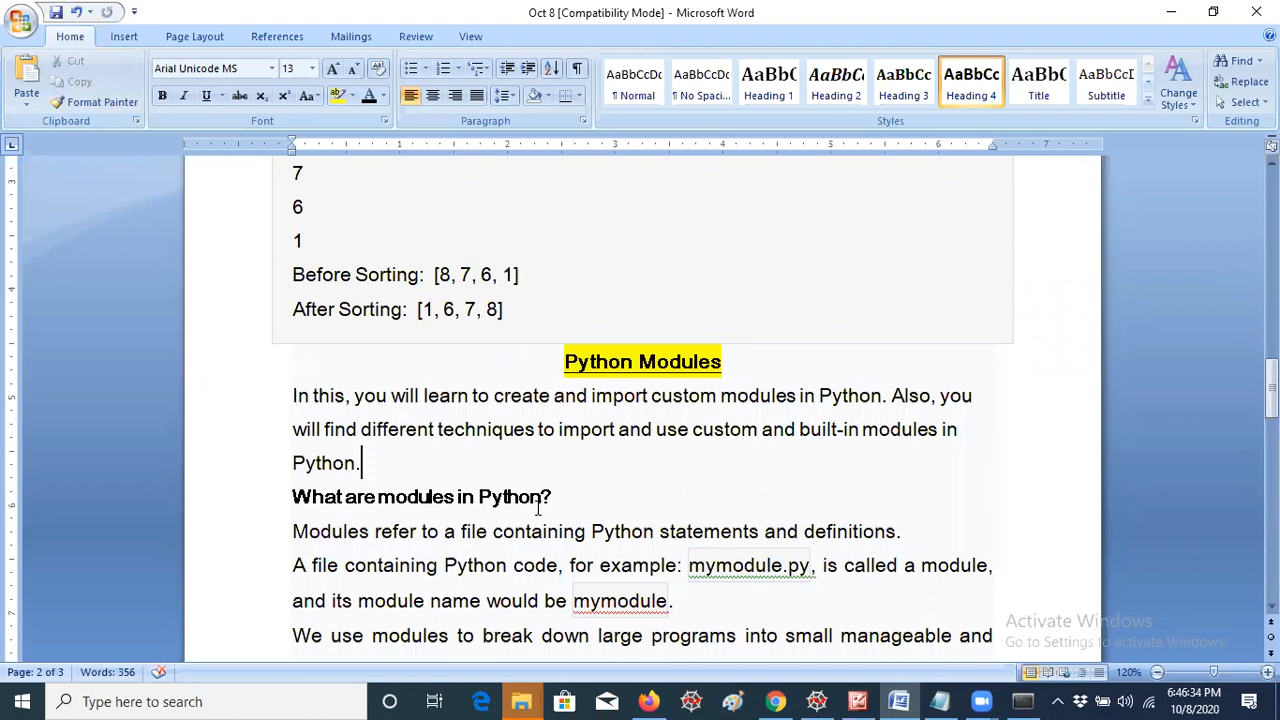 Oct 8 [Compatibility Mode] - Microsoft Word
Home Insert Page Layout References Mailings Review View
Paste Cut Copy Format Painter
Clipboard
Arial Unicode MS 13
Font
Paragraph
AaBbCcDc AaBbCcDc AaBbC AaBbCc AaBbCc AaBbCc AaBbC AaBbCcI
¶ Normal ¶ No Spaci... Heading 1 Heading 2 Heading 3 Heading 4 Title Subtitle
Change Styles
Styles
Find
Replace
Select
Editing
7
6
1
Before Sorting: [8, 7, 6, 1]
After Sorting: [1, 6, 7, 8]
Python Modules
In this, you will learn to create and import custom modules in Python. Also, you
will find different techniques to import and use custom and built-in modules in
Python.
What are modules in Python?
Modules refer to a file containing Python statements and definitions.
A file containing Python code, for example: mymodule.py, is called a module,
and its module name would be mymodule.
We use modules to break down large programs into small manageable and
Activate Windows
Go to Settings to activate Windows.
Page: 2 of 3 Words: 356 120%
Type here to search
6:46:34 PM
10/8/2020